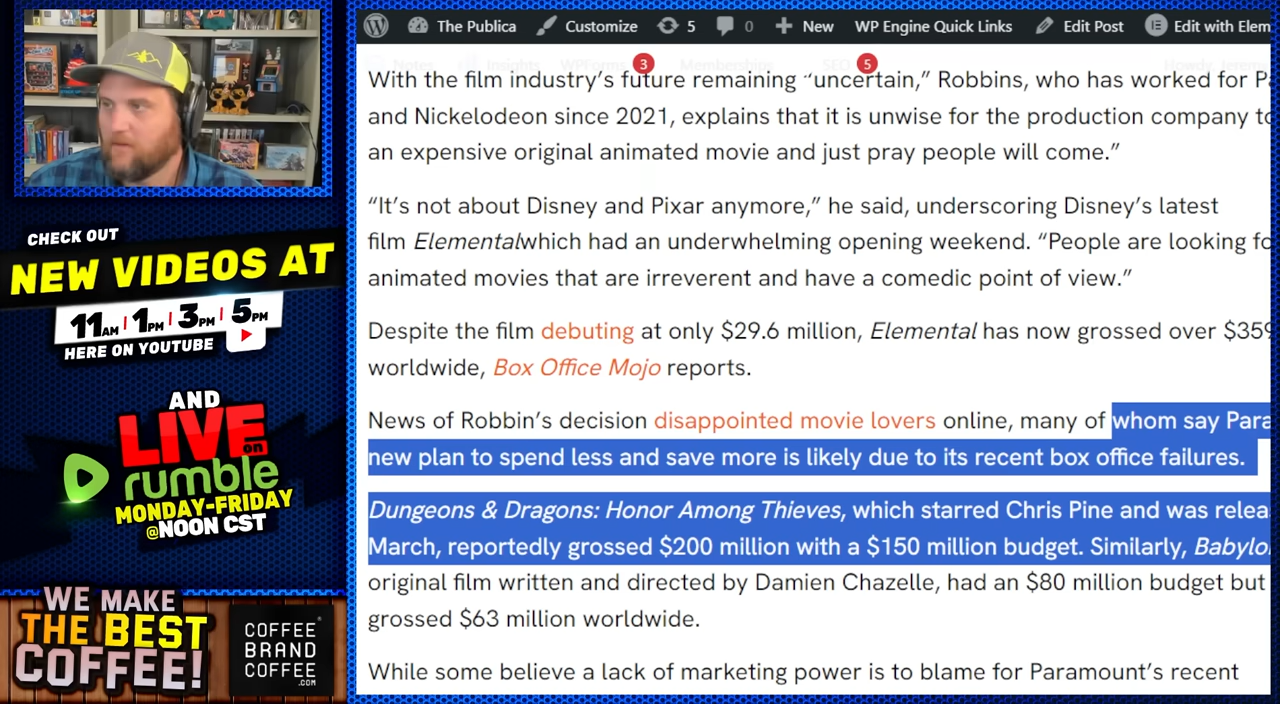 The Publica Customize 5 0 New WP Engine Quick Links Edit Post Edit with Elem
3 5
With the film industry’s future remaining “uncertain,” Robbins, who has worked for P
and Nickelodeon since 2021, explains that it is unwise for the production company to
an expensive original animated movie and just pray people will come.”
“It’s not about Disney and Pixar anymore,” he said, underscoring Disney’s latest
film Elementalwhich had an underwhelming opening weekend. “People are looking fo
animated movies that are irreverent and have a comedic point of view.”
Despite the film debuting at only $29.6 million, Elemental has now grossed over $359
worldwide, Box Office Mojo reports.
News of Robbin’s decision disappointed movie lovers online, many of whom say Para
new plan to spend less and save more is likely due to its recent box office failures.
Dungeons & Dragons: Honor Among Thieves, which starred Chris Pine and was relea
March, reportedly grossed $200 million with a $150 million budget. Similarly, Babylo
original film written and directed by Damien Chazelle, had an $80 million budget but
grossed $63 million worldwide.
While some believe a lack of marketing power is to blame for Paramount’s recent
CHECK OUT
NEW VIDEOS AT
11AM | 1PM | 3PM | 5PM
HERE ON YOUTUBE
AND
LIVE on
rumble
MONDAY-FRIDAY
@NOON CST
WE MAKE
THE BEST
COFFEE!
COFFEE
BRAND
COFFEE
.COM